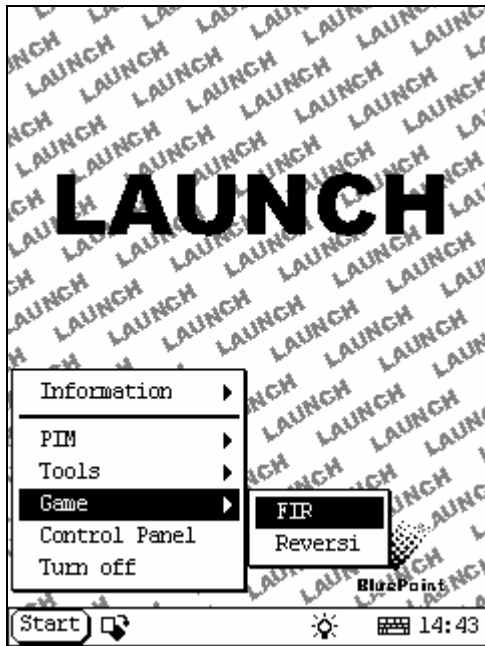 LAUNCH
Information
PIM
Tools
Game
FIR
Control Panel
Reversi
Turn off
BluePoint
Start
14:43